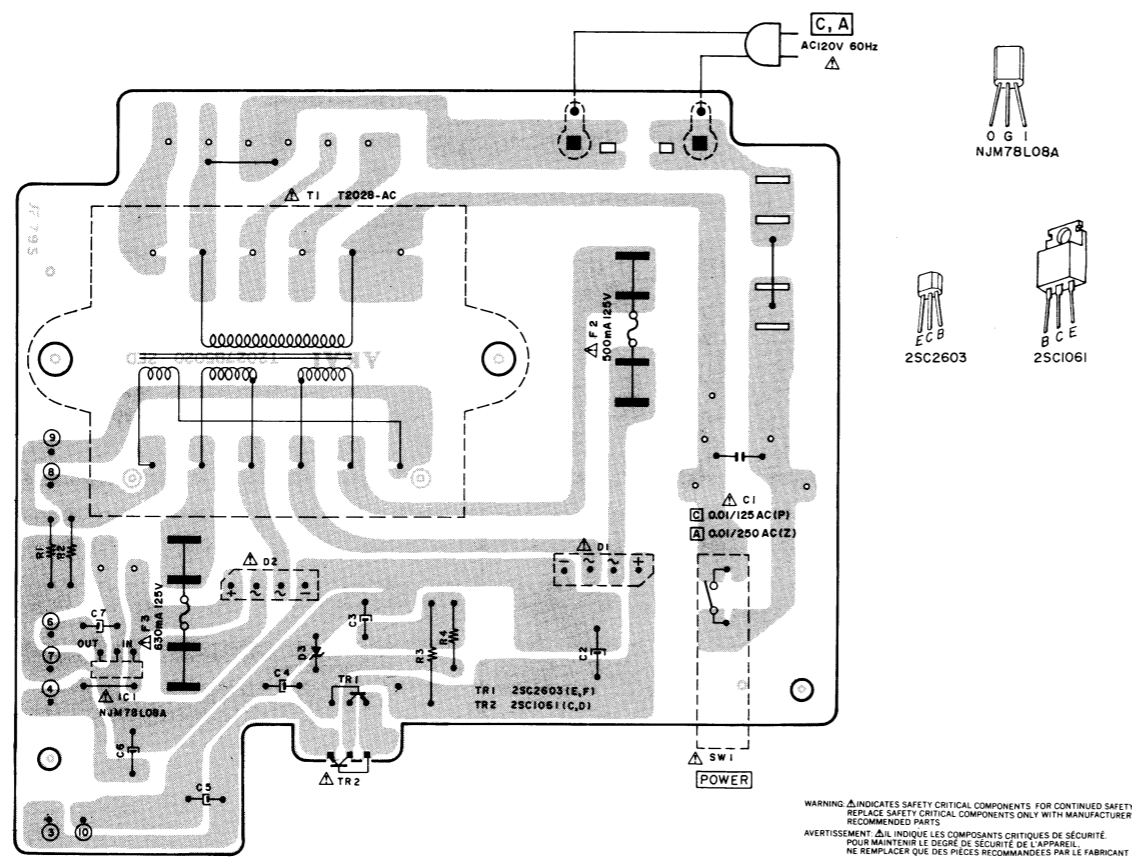 C, A
AC120V 60Hz
O G I
NJM78L08A
T1 T2028-AC
E C B
2SC2603
B C E
2SC1061
F2
500mA 125V
AKAI
9
8
C1
C 0.01/125 AC(P)
A 0.01/250 AC(Z)
R1
R2
D2
+ ~ ~ -
D1
- ~ ~ +
F3
630mA 125V
6
C7
OUT IN
7
4
IC1
NJM78L08A
C3
D3
R3
R4
C2
C4
TR1
TR1 2SC2603(E,F)
TR2 2SC1061(C,D)
C6
TR2
SW1
POWER
C5
3
10
WARNING: ⚠INDICATES SAFETY CRITICAL COMPONENTS FOR CONTINUED SAFETY
REPLACE SAFETY CRITICAL COMPONENTS ONLY WITH MANUFACTURER
RECOMMENDED PARTS
AVERTISSEMENT: ⚠IL INDIQUE LES COMPOSANTS CRITIQUES DE SÉCURITÉ.
POUR MAINTENIR LE DEGRÉ DE SÉCURITÉ DE L'APPAREIL,
NE REMPLACER QUE DES PIÈCES RECOMMANDEES PAR LE FABRICANT